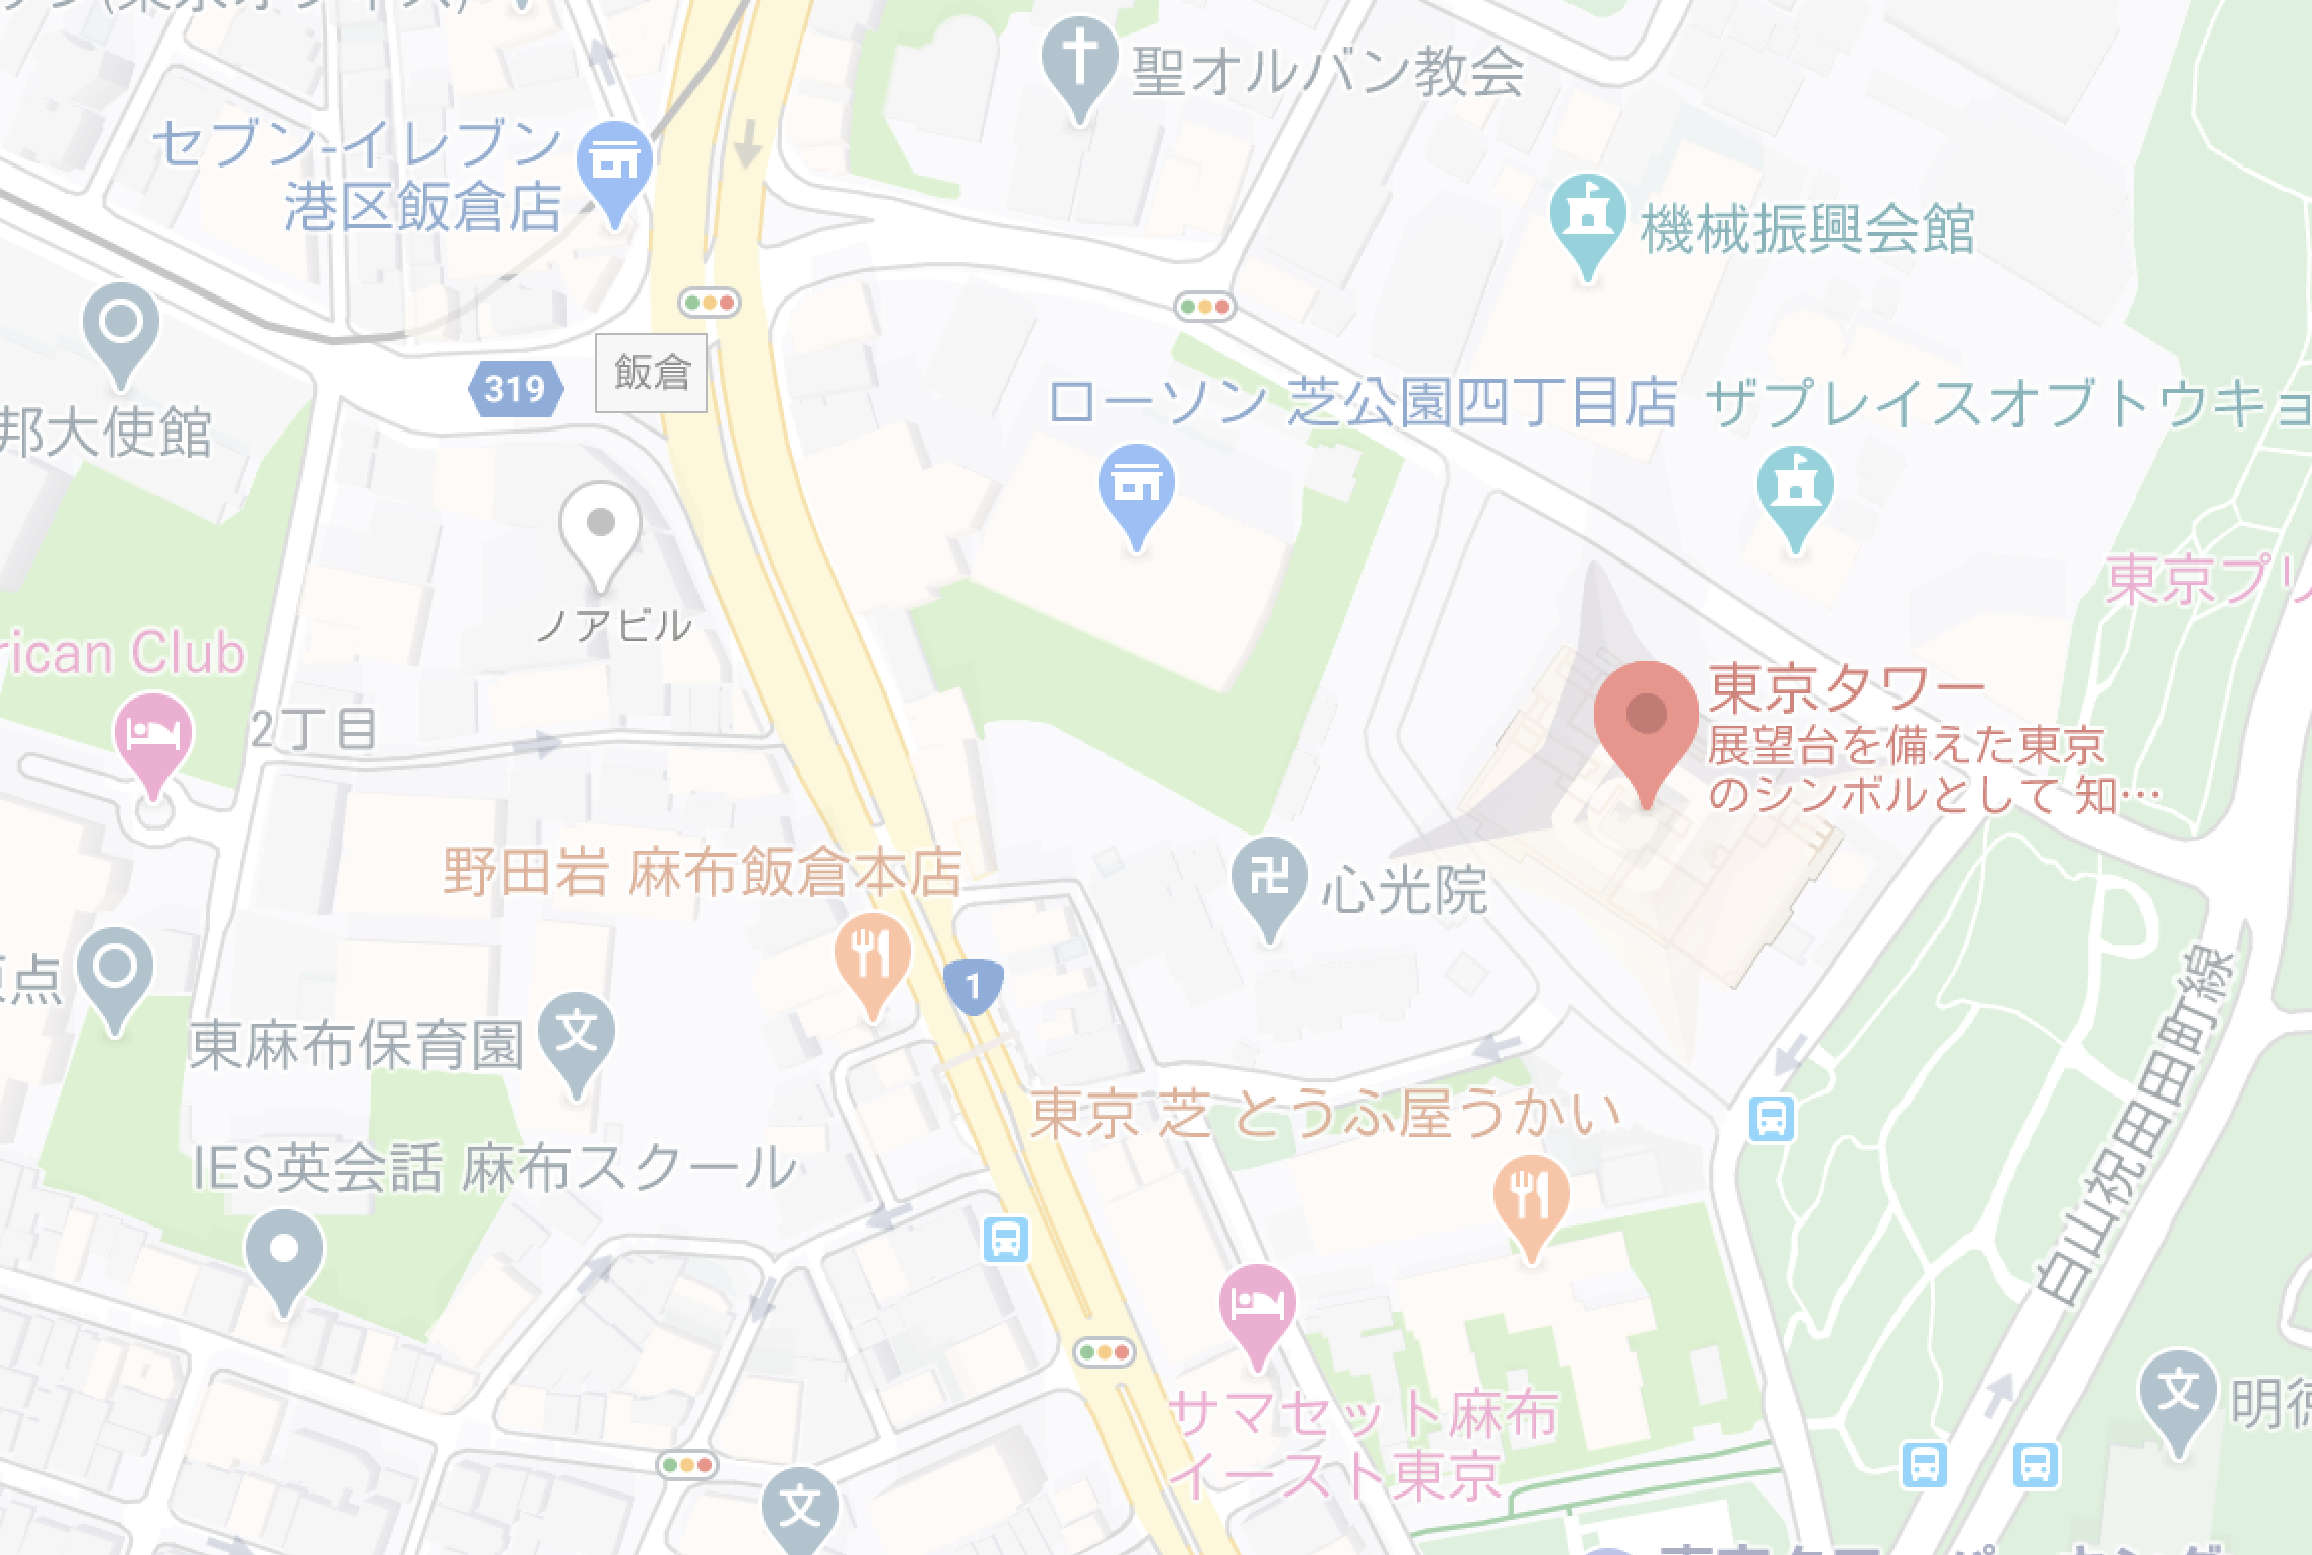 聖オルバン教会
セブン-イレブン
港区飯倉店
機械振興会館
319
飯倉
ローソン 芝公園四丁目店
ザプレイスオブトウキョ
邦大使館
東京プリ
ノアビル
rican Club
東京タワー
展望台を備えた東京
のシンボルとして 知…
2丁目
野田岩 麻布飯倉本店
卍
心光院
点
1
東麻布保育園
文
白山祝田田町線
東京 芝 とうふ屋うかい
IES英会話 麻布スクール
サマセット麻布
イースト東京
文
明徳
文